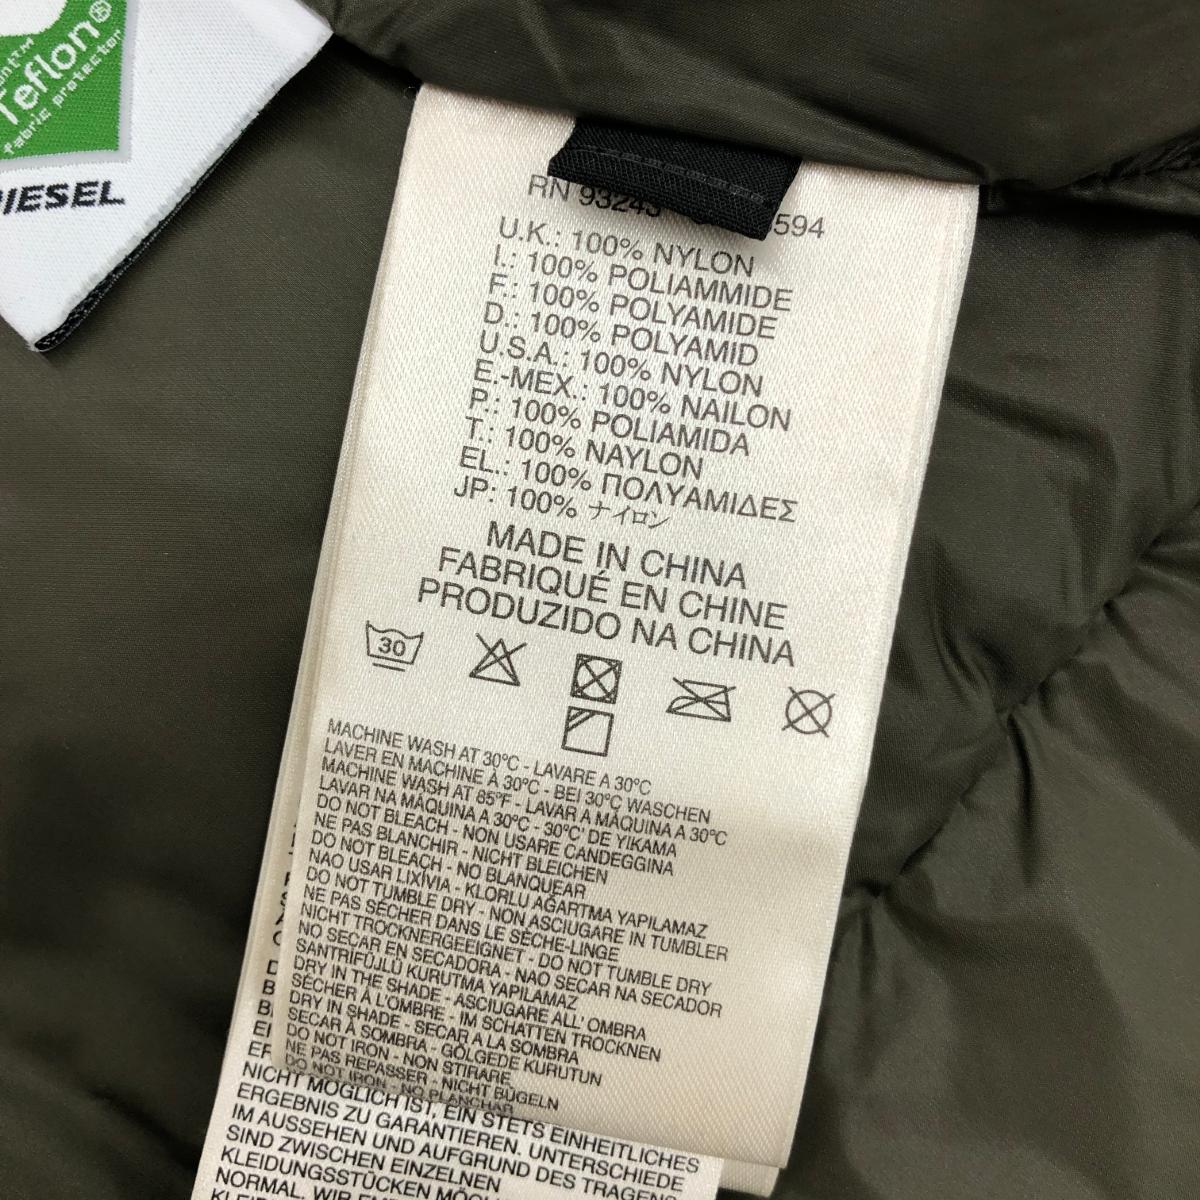 Teflon®
fabric protector
DIESEL
RN 93243
594
U.K.: 100% NYLON
I.: 100% POLIAMMIDE
F.: 100% POLYAMIDE
D.: 100% POLYAMID
U.S.A.: 100% NYLON
E.-MEX.: 100% NAILON
P.: 100% POLIAMIDA
T.: 100% NAYLON
EL.: 100% ΠΟΛΥΑΜΙΔΕΣ
JP: 100% ナイロン
MADE IN CHINA
FABRIQUÉ EN CHINE
PRODUZIDO NA CHINA
30
MACHINE WASH AT 30°C - LAVARE A 30°C
LAVER EN MACHINE À 30°C - BEI 30°C WASCHEN
MACHINE WASH AT 85°F - LAVAR A MÀQUINA A 30°C
LAVAR NA MÀQUINA A 30°C - 30°C' DE YIKAMA
DO NOT BLEACH - NON USARE CANDEGGINA
NE PAS BLANCHIR - NICHT BLEICHEN
DO NOT BLEACH - NO BLANQUEAR
NAO USAR LIXÍVIA - KLORLU AĞARTMA YAPILAMAZ
DO NOT TUMBLE DRY - NON ASCIUGARE IN TUMBLER
NE PAS SÉCHER DANS LE SÈCHE-LINGE
NICHT TROCKNERGEEIGNET - DO NOT TUMBLE DRY
NO SECAR EN SECADORA - NAO SECAR NA SECADOR
SANTRIFÜJLÜ KURUTMA YAPILAMAZ
DRY IN THE SHADE - ASCIUGARE ALL' OMBRA
SÉCHER À L'OMBRE - IM SCHATTEN TROCKNEN
DRY IN SHADE - SECAR A LA SOMBRA
SECAR À SOMBRA - GÖLGEDE KURUTUN
DO NOT IRON - NON STIRARE
NE PAS REPASSER - NICHT BÜGELN
DO NOT IRON - NO PLANCHAR
NICHT MÖGLICH IST, EIN STETS EINHEITLICHES
ERGEBNIS ZU GARANTIEREN. UNTERSCHIEDE
IM AUSSEHEN UND AUFGRUND DES TRAGENS
SIND ZWISCHEN EINZELNEN
KLEIDUNGSSTÜCKEN
NORMAL.